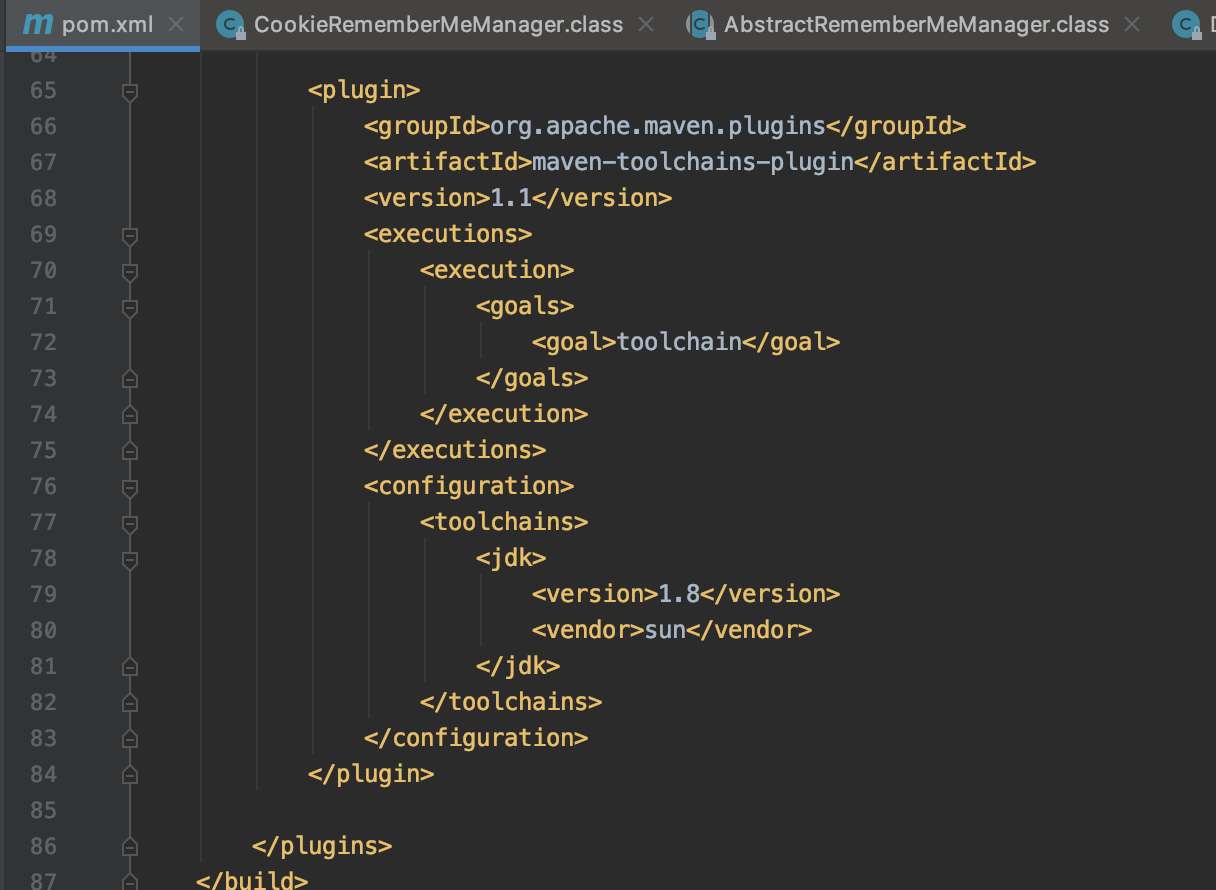 m pom.xml
C CookieRememberMeManager.class
C AbstractRememberMeManager.class
C
64
65 <plugin>
66 <groupId>org.apache.maven.plugins</groupId>
67 <artifactId>maven-toolchains-plugin</artifactId>
68 <version>1.1</version>
69 <executions>
70 <execution>
71 <goals>
72 <goal>toolchain</goal>
73 </goals>
74 </execution>
75 </executions>
76 <configuration>
77 <toolchains>
78 <jdk>
79 <version>1.8</version>
80 <vendor>sun</vendor>
81 </jdk>
82 </toolchains>
83 </configuration>
84 </plugin>
85
86 </plugins>
87 </build>